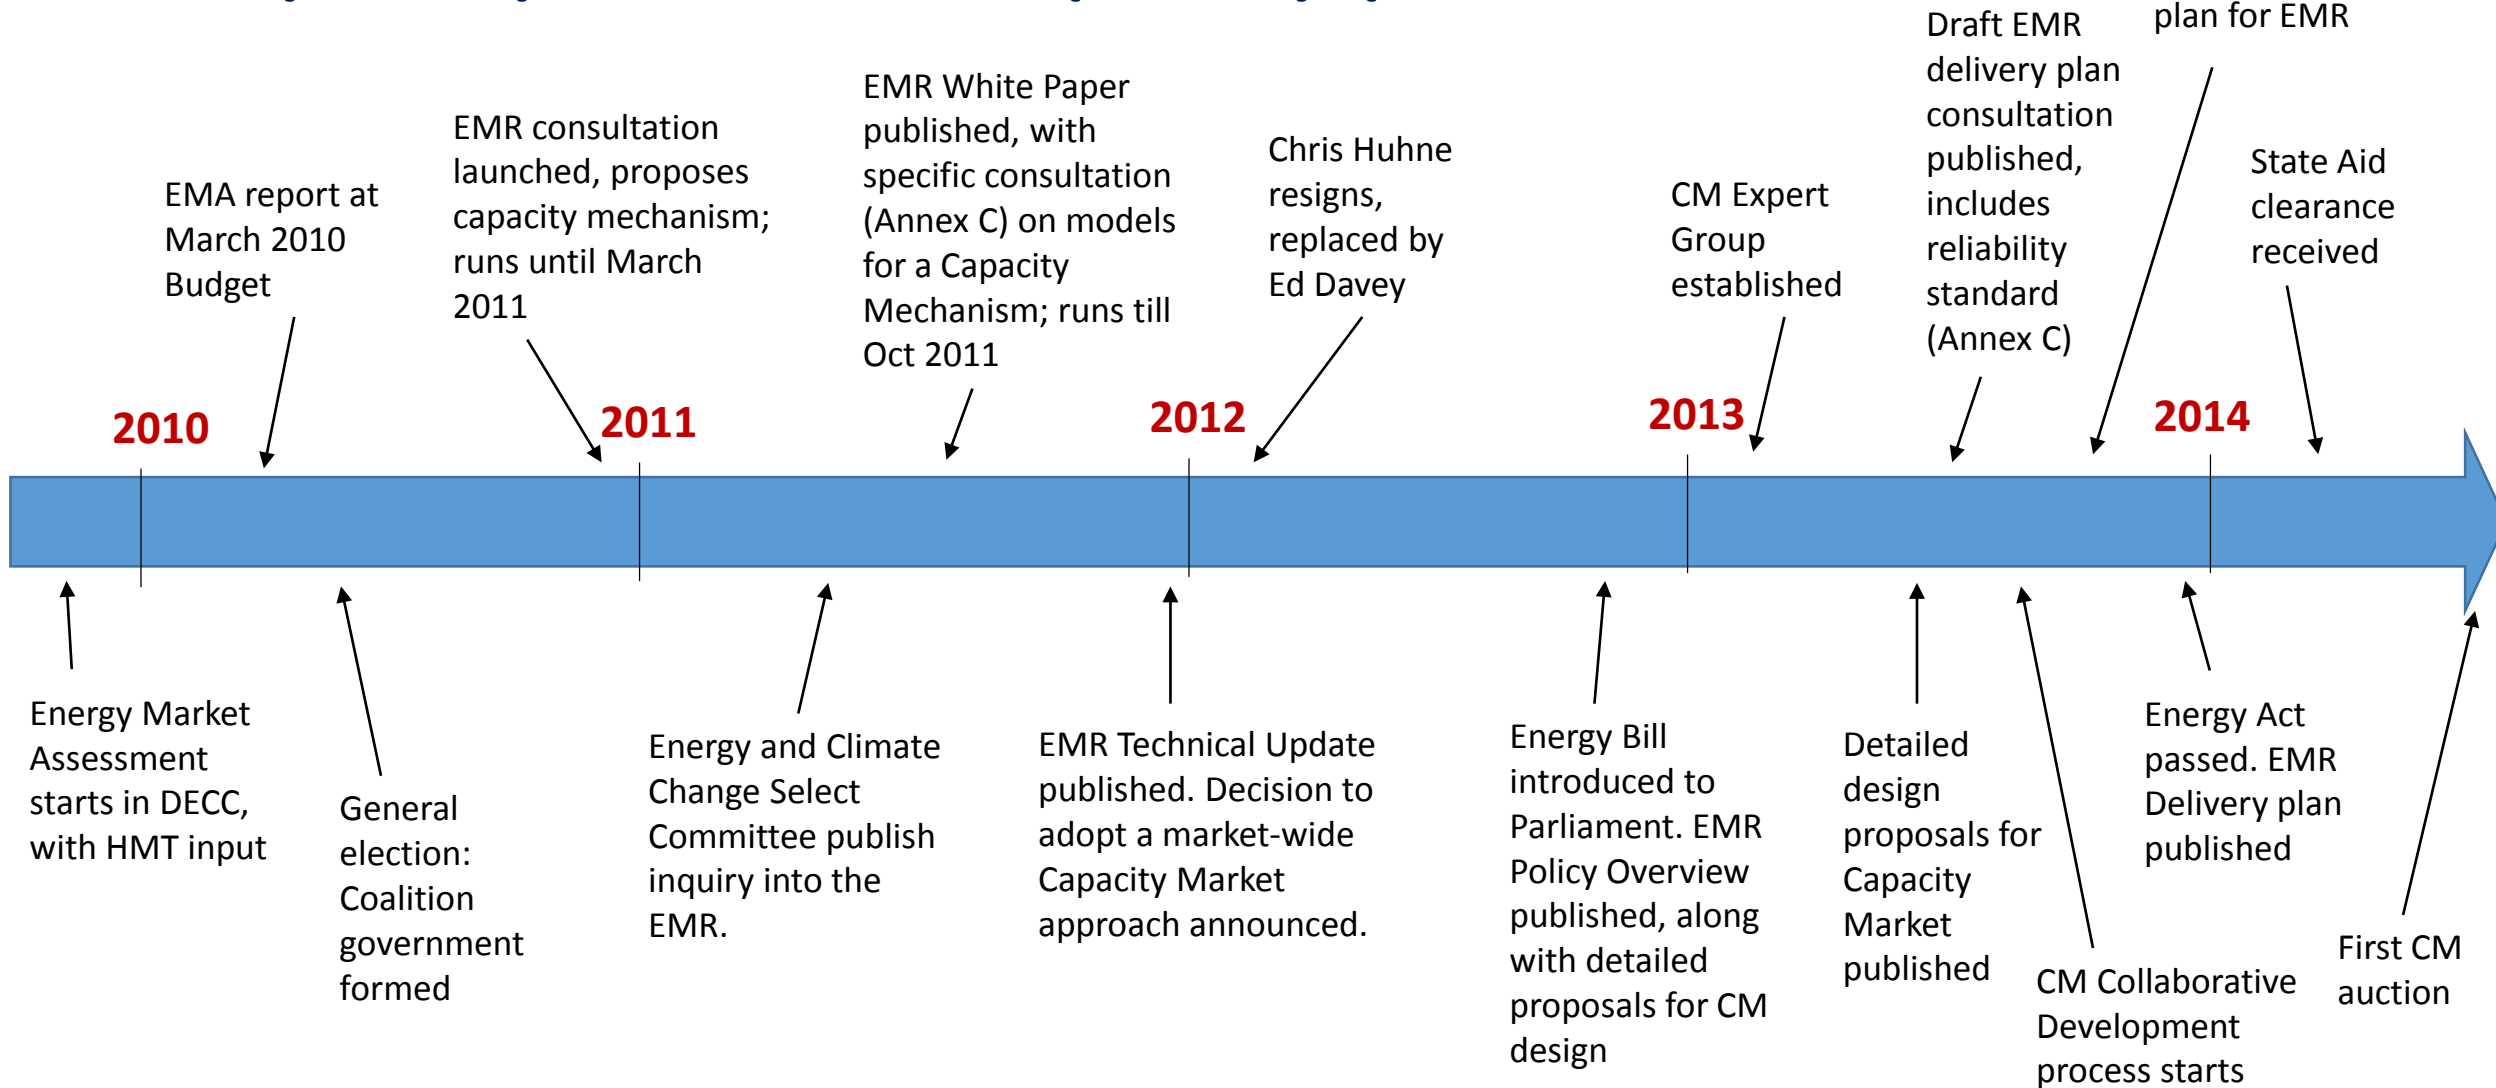 EMA report at
March 2010
Budget
EMR consultation
launched, proposes
capacity mechanism;
runs until March
2011
EMR White Paper
published, with
specific consultation
(Annex C) on models
for a Capacity
Mechanism; runs till
Oct 2011
Chris Huhne
resigns,
replaced by
Ed Davey
CM Expert
Group
established
Draft EMR
delivery plan
consultation
published,
includes
reliability
standard
(Annex C)
plan for EMR
State Aid
clearance
received
2010
2011
2012
2013
2014
Energy Market
Assessment
starts in DECC,
with HMT input
General
election:
Coalition
government
formed
Energy and Climate
Change Select
Committee publish
inquiry into the
EMR.
EMR Technical Update
published. Decision to
adopt a market-wide
Capacity Market
approach announced.
Energy Bill
introduced to
Parliament. EMR
Policy Overview
published, along
with detailed
proposals for CM
design
Detailed
design
proposals for
Capacity
Market
published
CM Collaborative
Development
process starts
Energy Act
passed. EMR
Delivery plan
published
First CM
auction